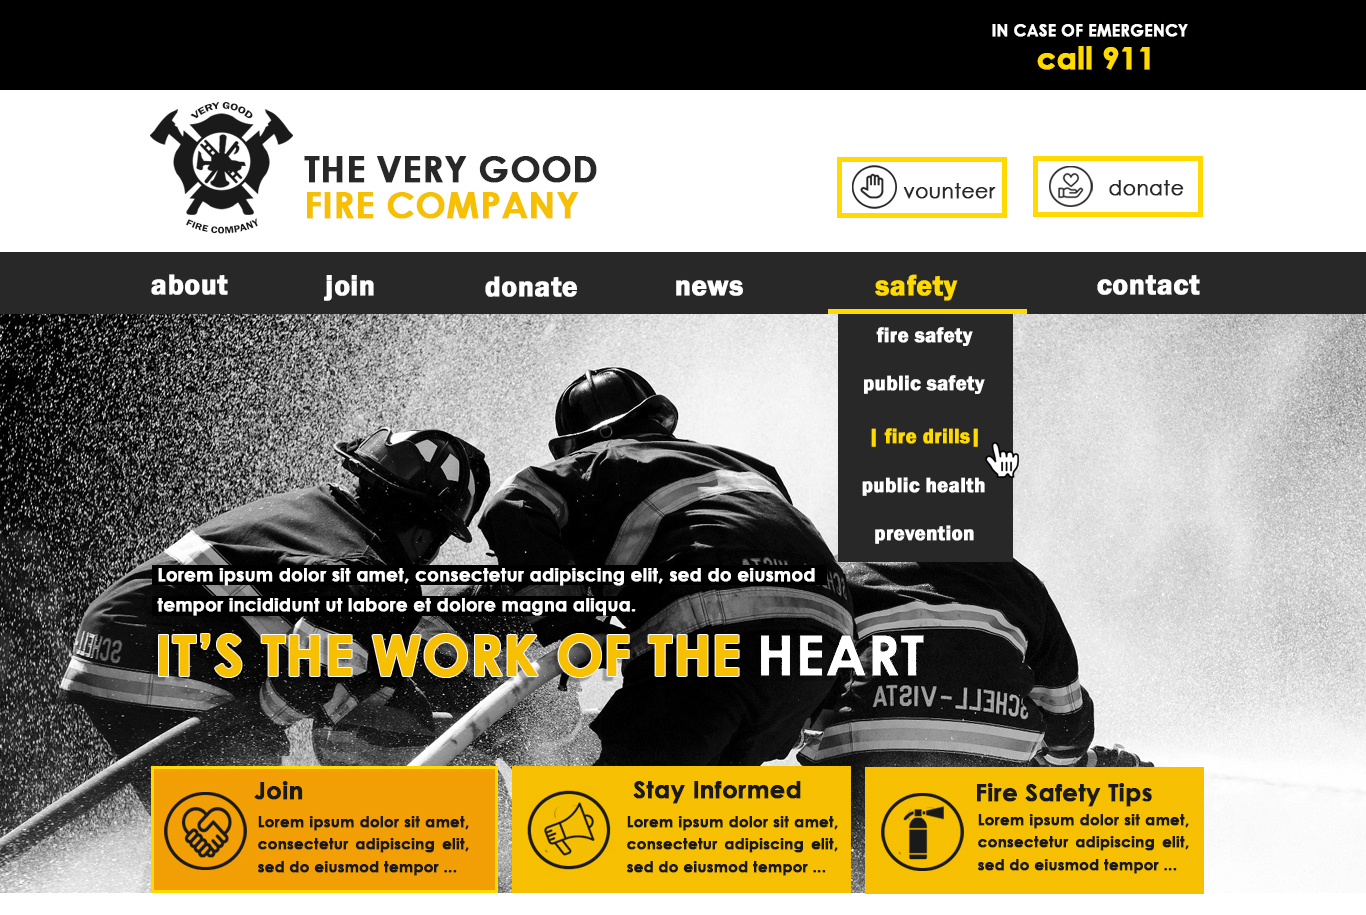 IN CASE OF EMERGENCY
call 911
VERY GOOD
FIRE COMPANY
THE VERY GOOD
FIRE COMPANY
vounteer
donate
about join donate news safety contact
fire safety
public safety
| fire drills|
public health
prevention
Lorem ipsum dolor sit amet, consectetur adipiscing elit, sed do eiusmod
tempor incididunt ut labore et dolore magna aliqua.
IT’S THE WORK OF THE HEART
SCHELL
SCHELL-VISTA
Join
Lorem ipsum dolor sit amet,
consectetur adipiscing elit,
sed do eiusmod tempor ...
Stay Informed
Lorem ipsum dolor sit amet,
consectetur adipiscing elit,
sed do eiusmod tempor ...
Fire Safety Tips
Lorem ipsum dolor sit amet,
consectetur adipiscing elit,
sed do eiusmod tempor ...